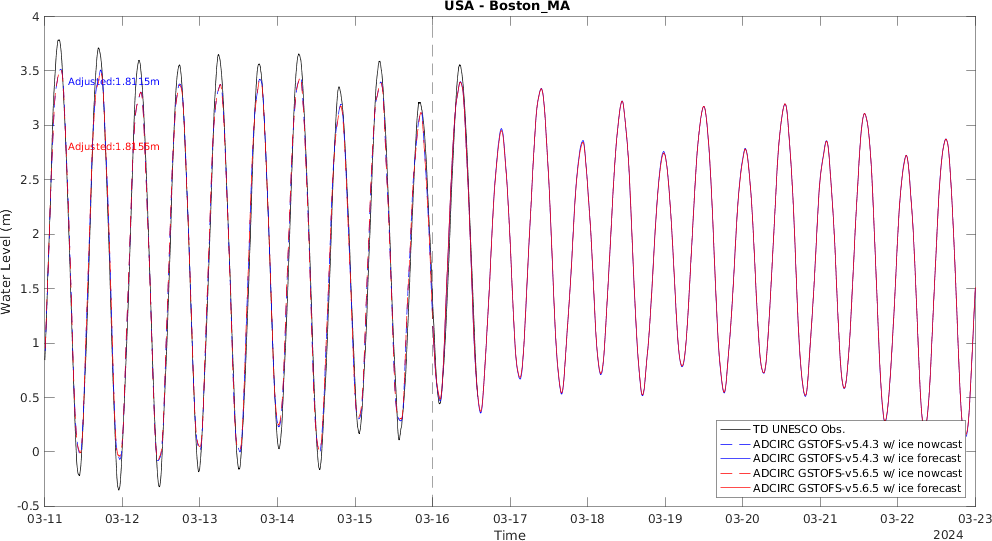 USA - Boston_MA
4
3.5
3
2.5
2
1.5
1
0.5
0
-0.5
Water Level (m)
Adjusted:1.8115m
Adjusted:1.8156m
TD UNESCO Obs.
ADCIRC GSTOFS-v5.4.3 w/ ice nowcast
ADCIRC GSTOFS-v5.4.3 w/ ice forecast
ADCIRC GSTOFS-v5.6.5 w/ ice nowcast
ADCIRC GSTOFS-v5.6.5 w/ ice forecast
03-11 03-12 03-13 03-14 03-15 03-16 03-17 03-18 03-19 03-20 03-21 03-22 03-23
Time
2024